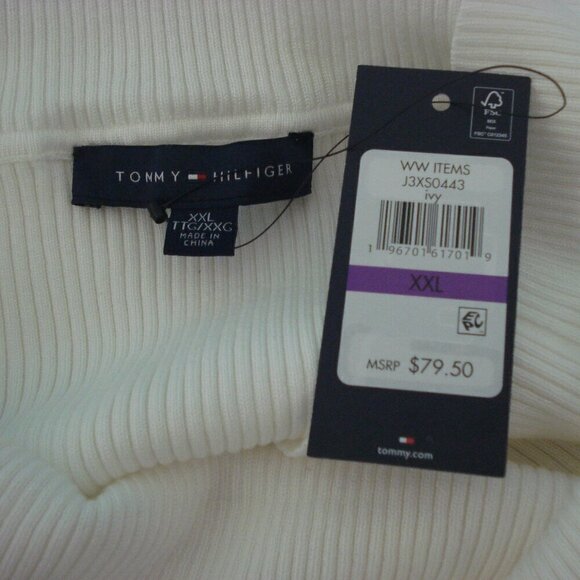 TOMMY HILFIGER
XXL
TTG/XXG
MADE IN
CHINA
FSC
MIX
WW ITEMS
J3XS0443
ivy
1 96701 61701 9
XXL
MSRP $79.50
tommy.com